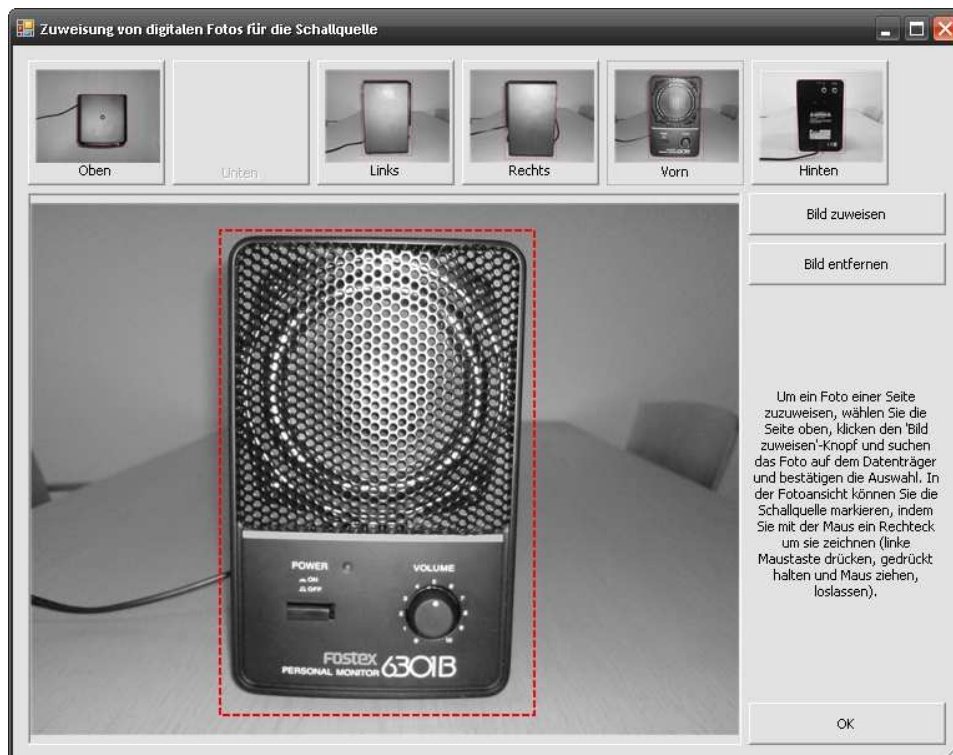 Zuweisung von digitalen Fotos für die Schallquelle
Oben
Unten
Links
Rechts
Vorn
Hinten
Bild zuweisen
Bild entfernen
Um ein Foto einer Seite
zuzuweisen, wählen Sie die
Seite oben, klicken den 'Bild
zuweisen'-Knopf und suchen
das Foto auf dem Datenträger
und bestätigen die Auswahl. In
der Fotoansicht können Sie die
Schallquelle markieren, indem
Sie mit der Maus ein Rechteck
um sie zeichnen (linke
Maustaste drücken, gedrückt
halten und Maus ziehen,
loslassen).
POWER
ON
OFF
VOLUME
FOSTEX
PERSONAL MONITOR 6301B
OK